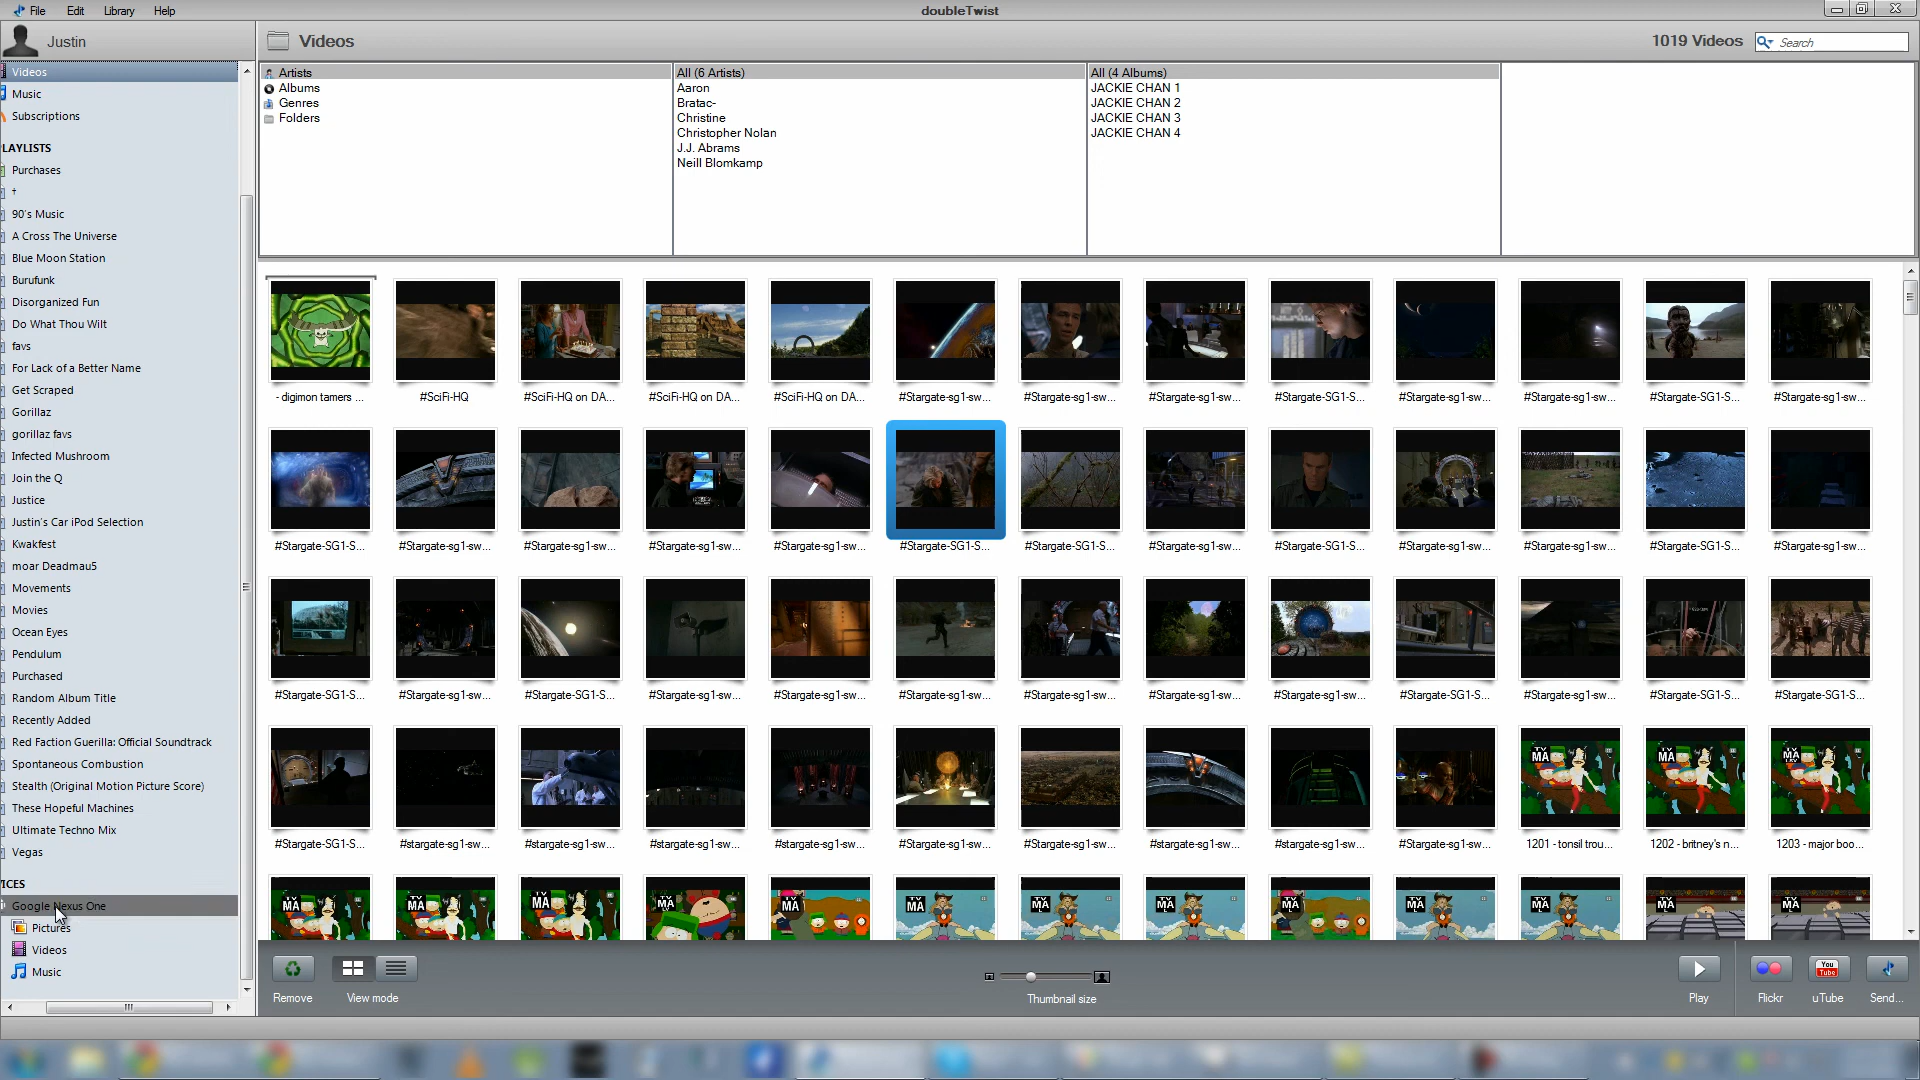 File Edit Library Help
doubleTwist
Justin
Videos
1019 Videos
Search
Videos
Music
Subscriptions
LAYLISTS
Purchases
†
90's Music
A Cross The Universe
Blue Moon Station
Burufunk
Disorganized Fun
Do What Thou Wilt
favs
For Lack of a Better Name
Get Scraped
Gorillaz
gorillaz favs
Infected Mushroom
Join the Q
Justice
Justin's Car iPod Selection
Kwakfest
moar Deadmau5
Movements
Movies
Ocean Eyes
Pendulum
Purchased
Random Album Title
Recently Added
Red Faction Guerilla: Official Soundtrack
Spontaneous Combustion
Stealth (Original Motion Picture Score)
These Hopeful Machines
Ultimate Techno Mix
Vegas
ICES
Google Nexus One
Pictures
Videos
Music
Artists
Albums
Genres
Folders
All (6 Artists)
Aaron
Bratac-
Christine
Christopher Nolan
J.J. Abrams
Neill Blomkamp
All (4 Albums)
JACKIE CHAN 1
JACKIE CHAN 2
JACKIE CHAN 3
JACKIE CHAN 4
- digimon tamers ... #SciFi-HQ #SciFi-HQ on DA... #SciFi-HQ on DA... #SciFi-HQ on DA... #Stargate-sg1-sw... #Stargate-sg1-sw... #Stargate-sg1-sw... #Stargate-SG1-S... #Stargate-sg1-sw... #Stargate-sg1-sw... #Stargate-SG1-S... #Stargate-sg1-sw...
#Stargate-SG1-S... #Stargate-sg1-sw... #Stargate-sg1-sw... #Stargate-sg1-sw... #Stargate-sg1-sw... #Stargate-SG1-S... #Stargate-SG1-S... #Stargate-sg1-sw... #Stargate-SG1-S... #Stargate-sg1-sw... #Stargate-sg1-sw... #Stargate-SG1-S... #Stargate-sg1-sw...
#Stargate-SG1-S... #Stargate-sg1-sw... #Stargate-SG1-S... #Stargate-sg1-sw... #Stargate-sg1-sw... #Stargate-sg1-sw... #Stargate-sg1-sw... #Stargate-sg1-sw... #Stargate-sg1-sw... #Stargate-SG1-S... #Stargate-sg1-sw... #Stargate-SG1-S... #Stargate-SG1-S...
#Stargate-SG1-S... #stargate-sg1-sw... #Stargate-sg1-sw... #stargate-sg1-sw... #stargate-sg1-sw... #Stargate-sg1-sw... #Stargate-sg1-sw... #Stargate-sg1-sw... #Stargate-sg1-sw... #Stargate-sg1-sw... 1201 - tonsil trou... 1202 - britney's n... 1203 - major boo...
Remove
View mode
Thumbnail size
Play
Flickr
You Tube
uTube
Send...